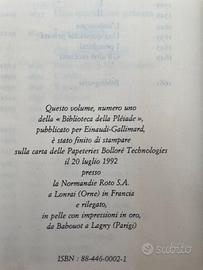 Bibliografia
Questo volume, numero uno
della « Biblioteca della Pléiade »,
pubblicato per Einaudi-Gallimard,
è stato finito di stampare
sulla carta delle Papeteries Bolloré Technologies
il 20 luglio 1992
presso
la Normandie Roto S.A.
a Lonrai (Orne) in Francia
e rilegato,
in pelle con impressioni in oro,
da Babouot a Lagny (Parigi)
ISBN : 88-446-0002-1
subito